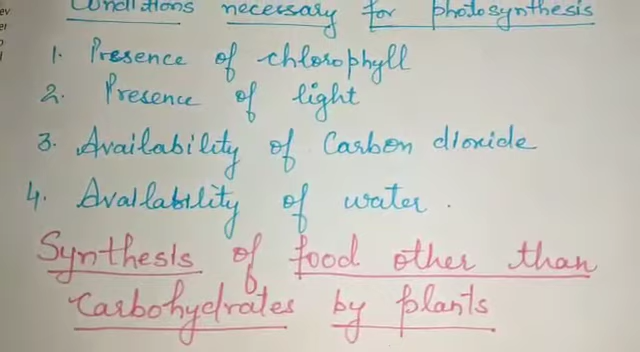 Conditions necessary for photosynthesis
1. Presence of chlorophyll
2. Presence of light
3. Availability of Carbon dioxide
4. Availability of water.
Synthesis of food other than
Carbohydrates by plants